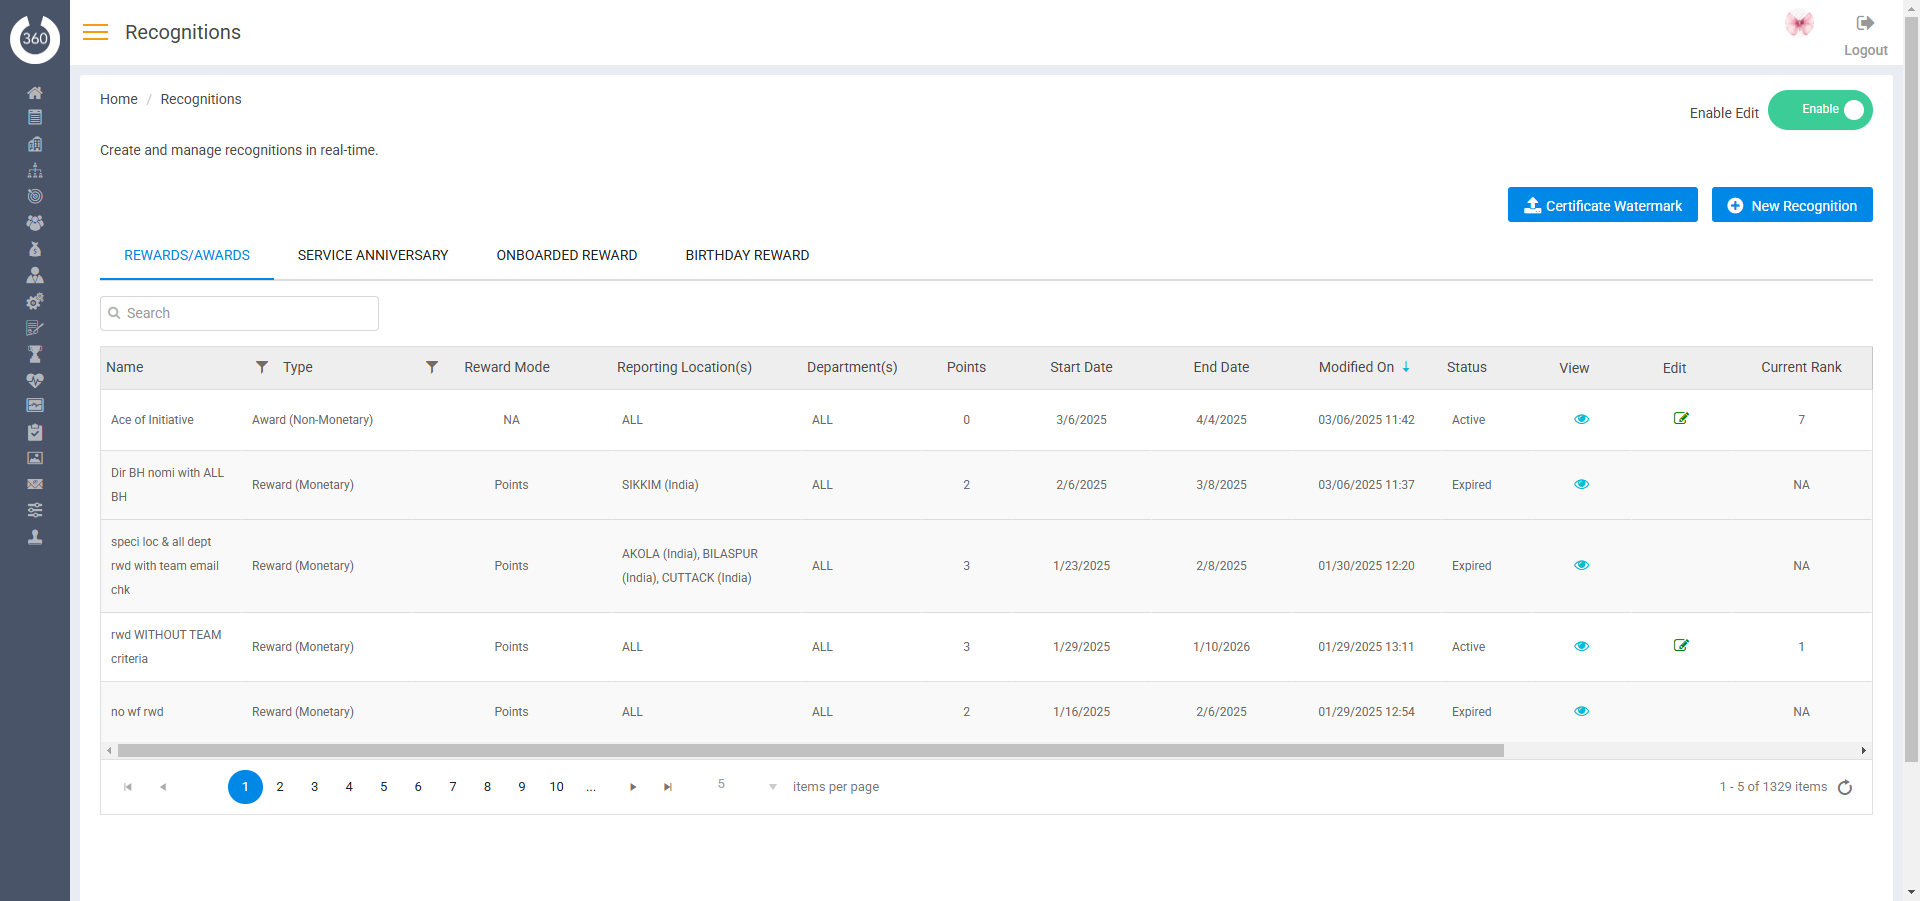 360
Recognitions
Logout
Home / Recognitions
Enable Edit
Enable
Create and manage recognitions in real-time.
Certificate Watermark
New Recognition
REWARDS/AWARDS
SERVICE ANNIVERSARY
ONBOARDED REWARD
BIRTHDAY REWARD
Search
Name Type Reward Mode Reporting Location(s) Department(s) Points Start Date End Date Modified On Status View Edit Current Rank
Ace of Initiative Award (Non-Monetary) NA ALL ALL 0 3/6/2025 4/4/2025 03/06/2025 11:42 Active 7
Dir BH nomi with ALL
BH
Reward (Monetary) Points SIKKIM (India) ALL 2 2/6/2025 3/8/2025 03/06/2025 11:37 Expired NA
speci loc & all dept
rwd with team email
chk
Reward (Monetary) Points
AKOLA (India), BILASPUR
(India), CUTTACK (India)
ALL 3 1/23/2025 2/8/2025 01/30/2025 12:20 Expired NA
rwd WITHOUT TEAM
criteria
Reward (Monetary) Points ALL ALL 3 1/29/2025 1/10/2026 01/29/2025 13:11 Active 1
no wf rwd Reward (Monetary) Points ALL ALL 2 1/16/2025 2/6/2025 01/29/2025 12:54 Expired NA
1 2 3 4 5 6 7 8 9 10 ... 5 items per page 1 - 5 of 1329 items